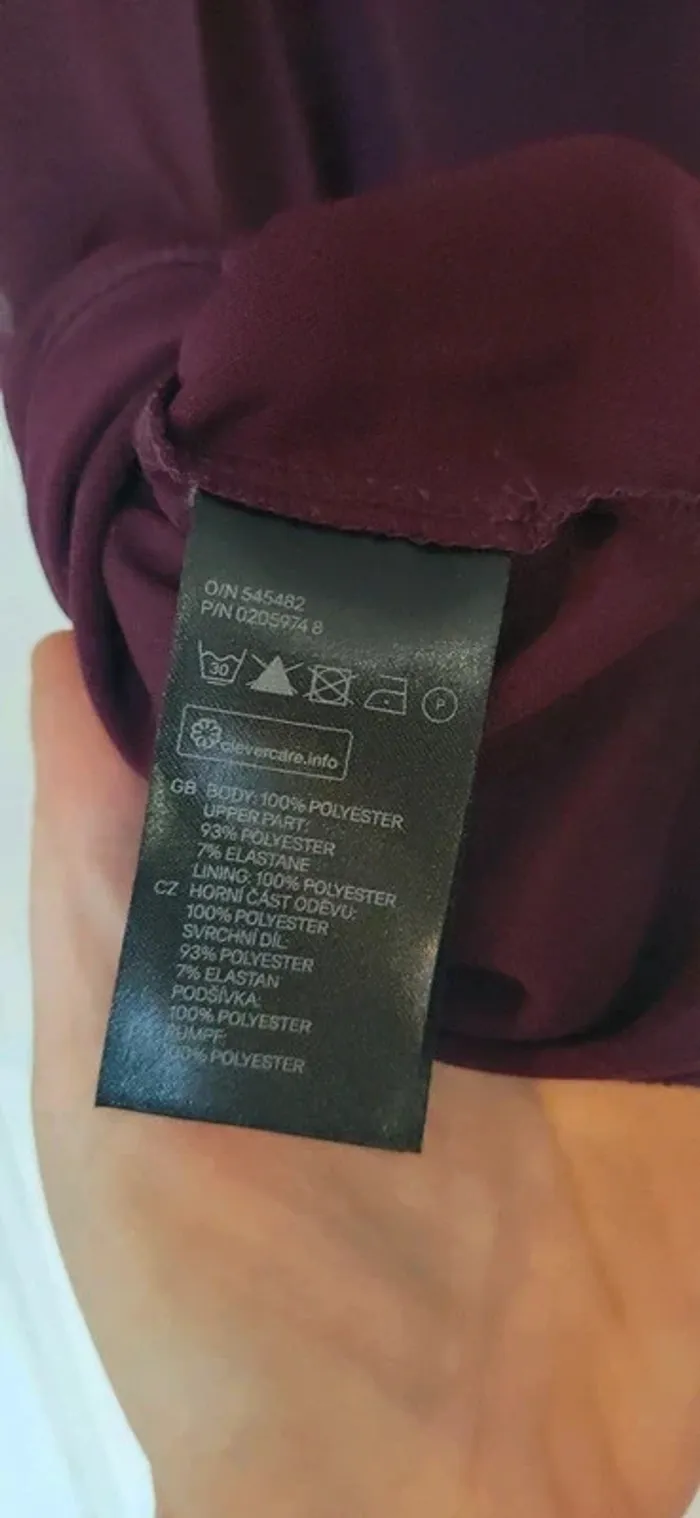 O/N 545482
P/N 0205974 8
30
P
clevercare.info
GB BODY: 100% POLYESTER
UPPER PART:
93% POLYESTER
7% ELASTANE
LINING: 100% POLYESTER
CZ HORNÍ ČÁST ODĚVU:
100% POLYESTER
SVRCHNÍ DÍL:
93% POLYESTER
7% ELASTAN
PODŠÍVKA:
100% POLYESTER
POLYESTER